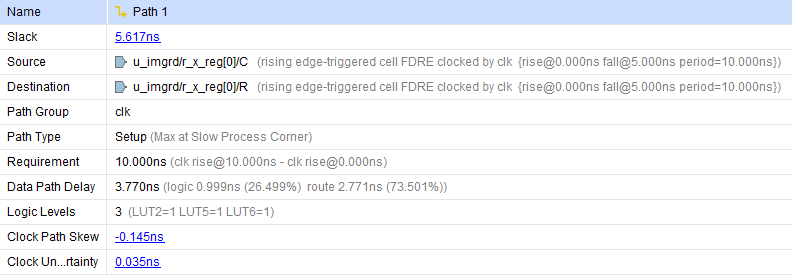 Name Path 1
Slack 5.617ns
Source u_imgrd/r_x_reg[0]/C (rising edge-triggered cell FDRE clocked by clk {rise@0.000ns fall@5.000ns period=10.000ns})
Destination u_imgrd/r_x_reg[0]/R (rising edge-triggered cell FDRE clocked by clk {rise@0.000ns fall@5.000ns period=10.000ns})
Path Group clk
Path Type Setup (Max at Slow Process Corner)
Requirement 10.000ns (clk rise@10.000ns - clk rise@0.000ns)
Data Path Delay 3.770ns (logic 0.999ns (26.499%) route 2.771ns (73.501%))
Logic Levels 3 (LUT2=1 LUT5=1 LUT6=1)
Clock Path Skew -0.145ns
Clock Un...rtainty 0.035ns